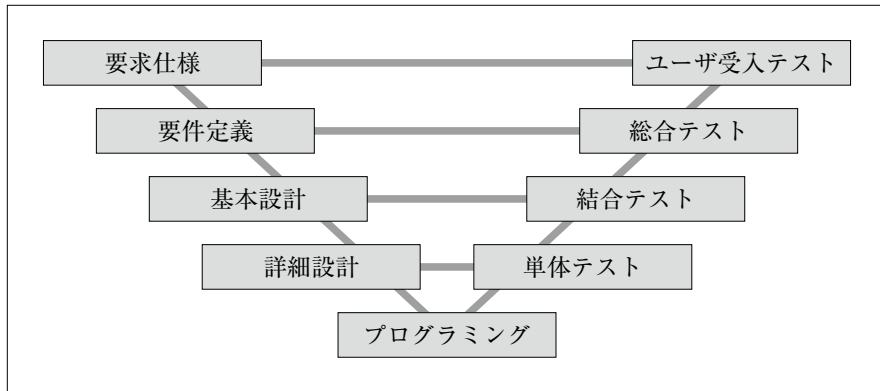 要求仕様
ユーザ受入テスト
要件定義
総合テスト
基本設計
結合テスト
詳細設計
単体テスト
プログラミング